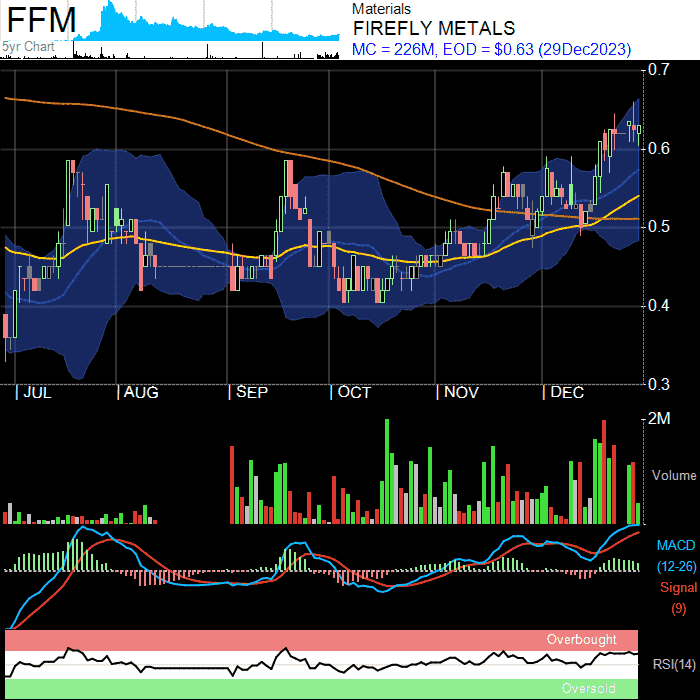 FFM
5yr Chart
Materials
FIREFLY METALS
MC = 226M, EOD = $0.63 (29Dec2023)
0.7
0.6
0.5
0.4
0.3
JUL
AUG
SEP
OCT
NOV
DEC
2M
Volume
MACD
(12-26)
Signal
(9)
Overbought
RSI(14)
Oversold